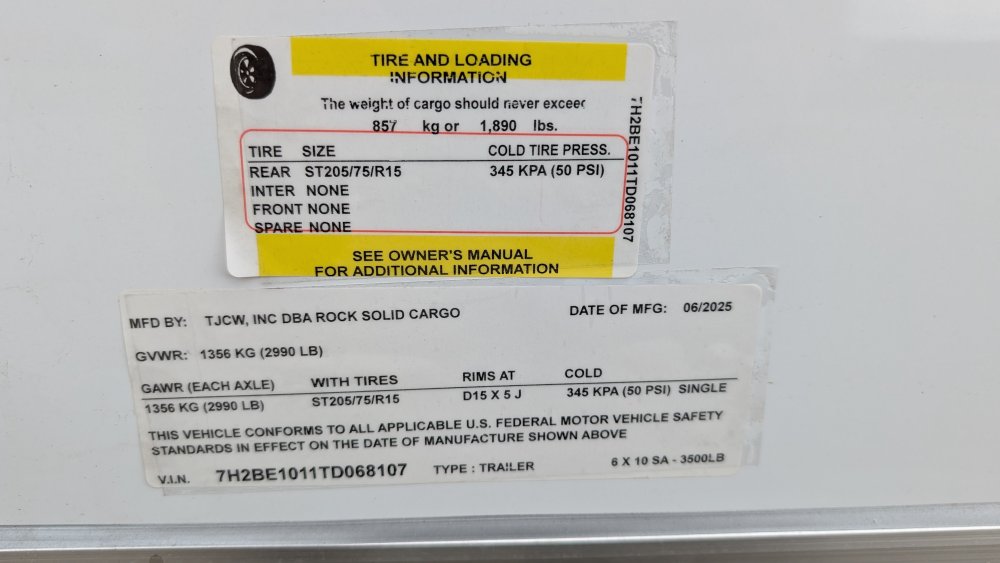 TIRE AND LOADING
INFORMATION
The weight of cargo should never exceec
857 kg or 1,890 lbs.
TIRE SIZE COLD TIRE PRESS.
REAR ST205/75/R15 345 KPA (50 PSI)
INTER NONE
FRONT NONE
SPARE NONE
SEE OWNER'S MANUAL
FOR ADDITIONAL INFORMATION
7H2BE1011TD068107
MFD BY: TJCW, INC DBA ROCK SOLID CARGO DATE OF MFG: 06/2025
GVWR: 1356 KG (2990 LB)
GAWR (EACH AXLE) WITH TIRES RIMS AT COLD
1356 KG (2990 LB) ST205/75/R15 D15 X 5 J 345 KPA (50 PSI) SINGLE
THIS VEHICLE CONFORMS TO ALL APPLICABLE U.S. FEDERAL MOTOR VEHICLE SAFETY
STANDARDS IN EFFECT ON THE DATE OF MANUFACTURE SHOWN ABOVE
V.I.N. 7H2BE1011TD068107 TYPE : TRAILER 6 X 10 SA - 3500LB